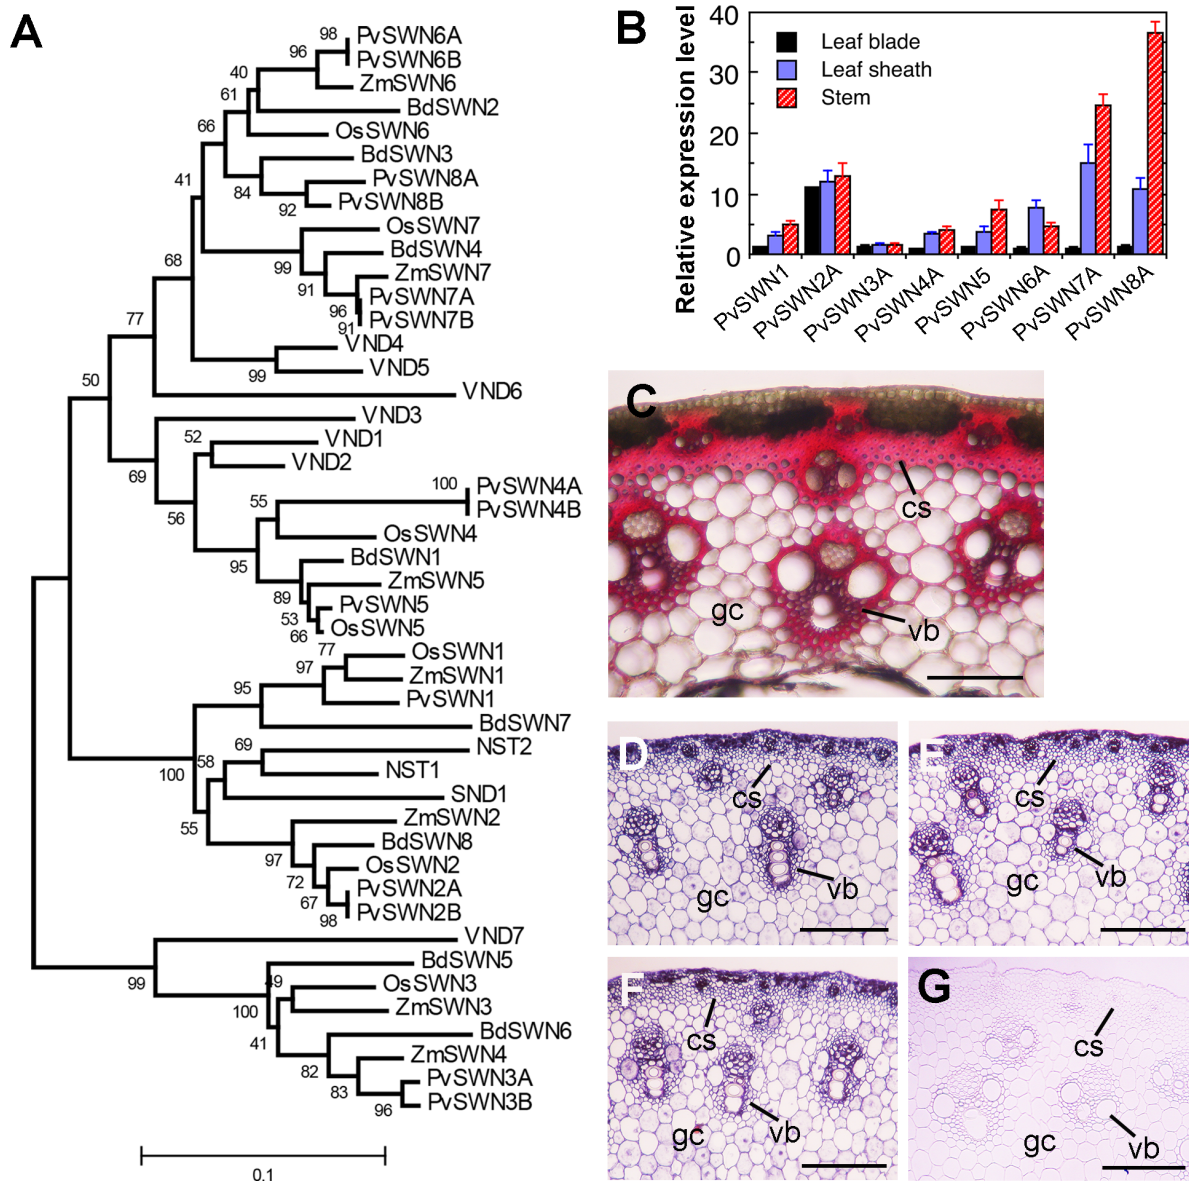 A
98
PvSWN6A
PvSWN6B
96
ZmSWN6
40
BdSWN2
61
OsSWN6
66
BdSWN3
PvSWN8A
84
PvSWN8B
92
41
OsSWN7
BdSWN4
99
ZmSWN7
91
PvSWN7A
96
PvSWN7B
91
68
VND4
VND5
99
77
VND6
50
VND3
52
VND1
VND2
69
100
PvSWN4A
PvSWN4B
55
56
OsSWN4
95
BdSWN1
ZmSWN5
89
PvSWN5
53
OsSWN5
66
77
OsSWN1
97
ZmSWN1
95
PvSWN1
BdSWN7
69
NST2
58
NST1
100
SND1
55
ZmSWN2
BdSWN8
97
OsSWN2
72
PvSWN2A
67
PvSWN2B
98
VND7
99
BdSWN5
49
OsSWN3
100
ZmSWN3
41
BdSWN6
82
ZmSWN4
83
PvSWN3A
96
PvSWN3B
0.1
B
Relative expression level
40
30
20
10
0
Leaf blade
Leaf sheath
Stem
PvSWN1
PvSWN2A
PvSWN3A
PvSWN4A
PvSWN5
PvSWN6A
PvSWN7A
PvSWN8A
C
cs
gc
vb
D
cs
gc
vb
E
cs
gc
vb
F
cs
gc
vb
G
cs
gc
vb